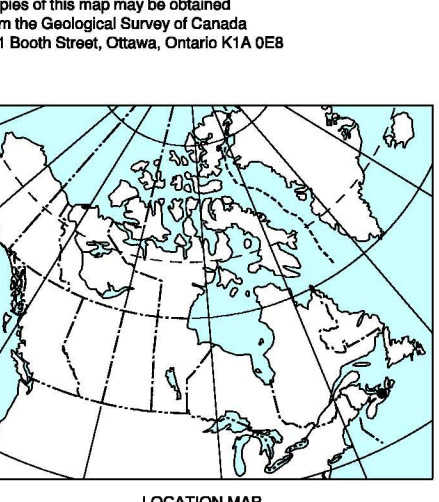 pies of this map may be obtained
m the Geological Survey of Canada
1 Booth Street, Ottawa, Ontario K1A 0E8
LOCATION MAP